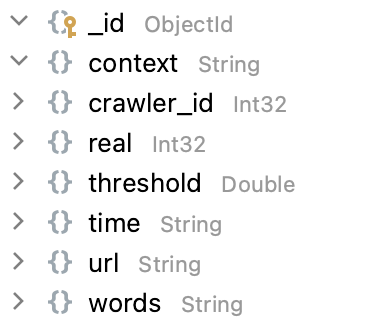 _id ObjectId
context String
crawler_id Int32
real Int32
threshold Double
time String
url String
words String